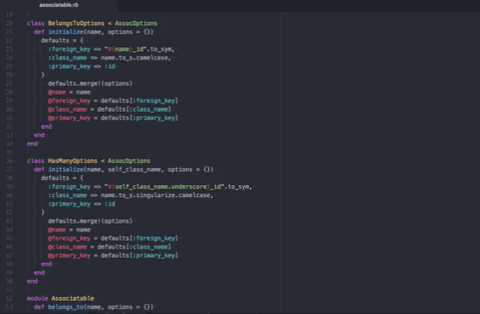 associatable.rb
19
20 class BelongsToOptions < AssocOptions
21 def initialize(name, options = {})
22 defaults = {
23 :foreign_key => "#{name}_id".to_sym,
24 :class_name => name.to_s.camelcase,
25 :primary_key => :id
26 }
27 defaults.merge!(options)
28 @name = name
29 @foreign_key = defaults[:foreign_key]
30 @class_name = defaults[:class_name]
31 @primary_key = defaults[:primary_key]
32 end
33 end
34 end
35
36 class HasManyOptions < AssocOptions
37 def initialize(name, self_class_name, options = {})
38 defaults = {
39 :foreign_key => "#{self_class_name.underscore}_id".to_sym,
40 :class_name => name.to_s.singularize.camelcase,
41 :primary_key => :id
42 }
43 defaults.merge!(options)
44 @name = name
45 @foreign_key = defaults[:foreign_key]
46 @class_name = defaults[:class_name]
47 @primary_key = defaults[:primary_key]
48 end
49 end
50 end
51
52 module Associatable
53 def belongs_to(name, options = {})